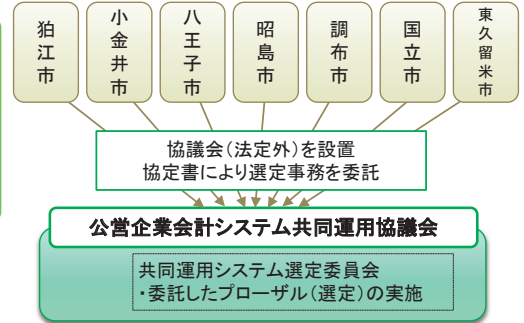 狛江市
小金井市
八王子市
昭島市
調布市
国立市
東久留米市
協議会(法定外)を設置
協定書により選定事務を委託
公営企業会計システム共同運用協議会
共同運用システム選定委員会
・委託したプローザル(選定)の実施